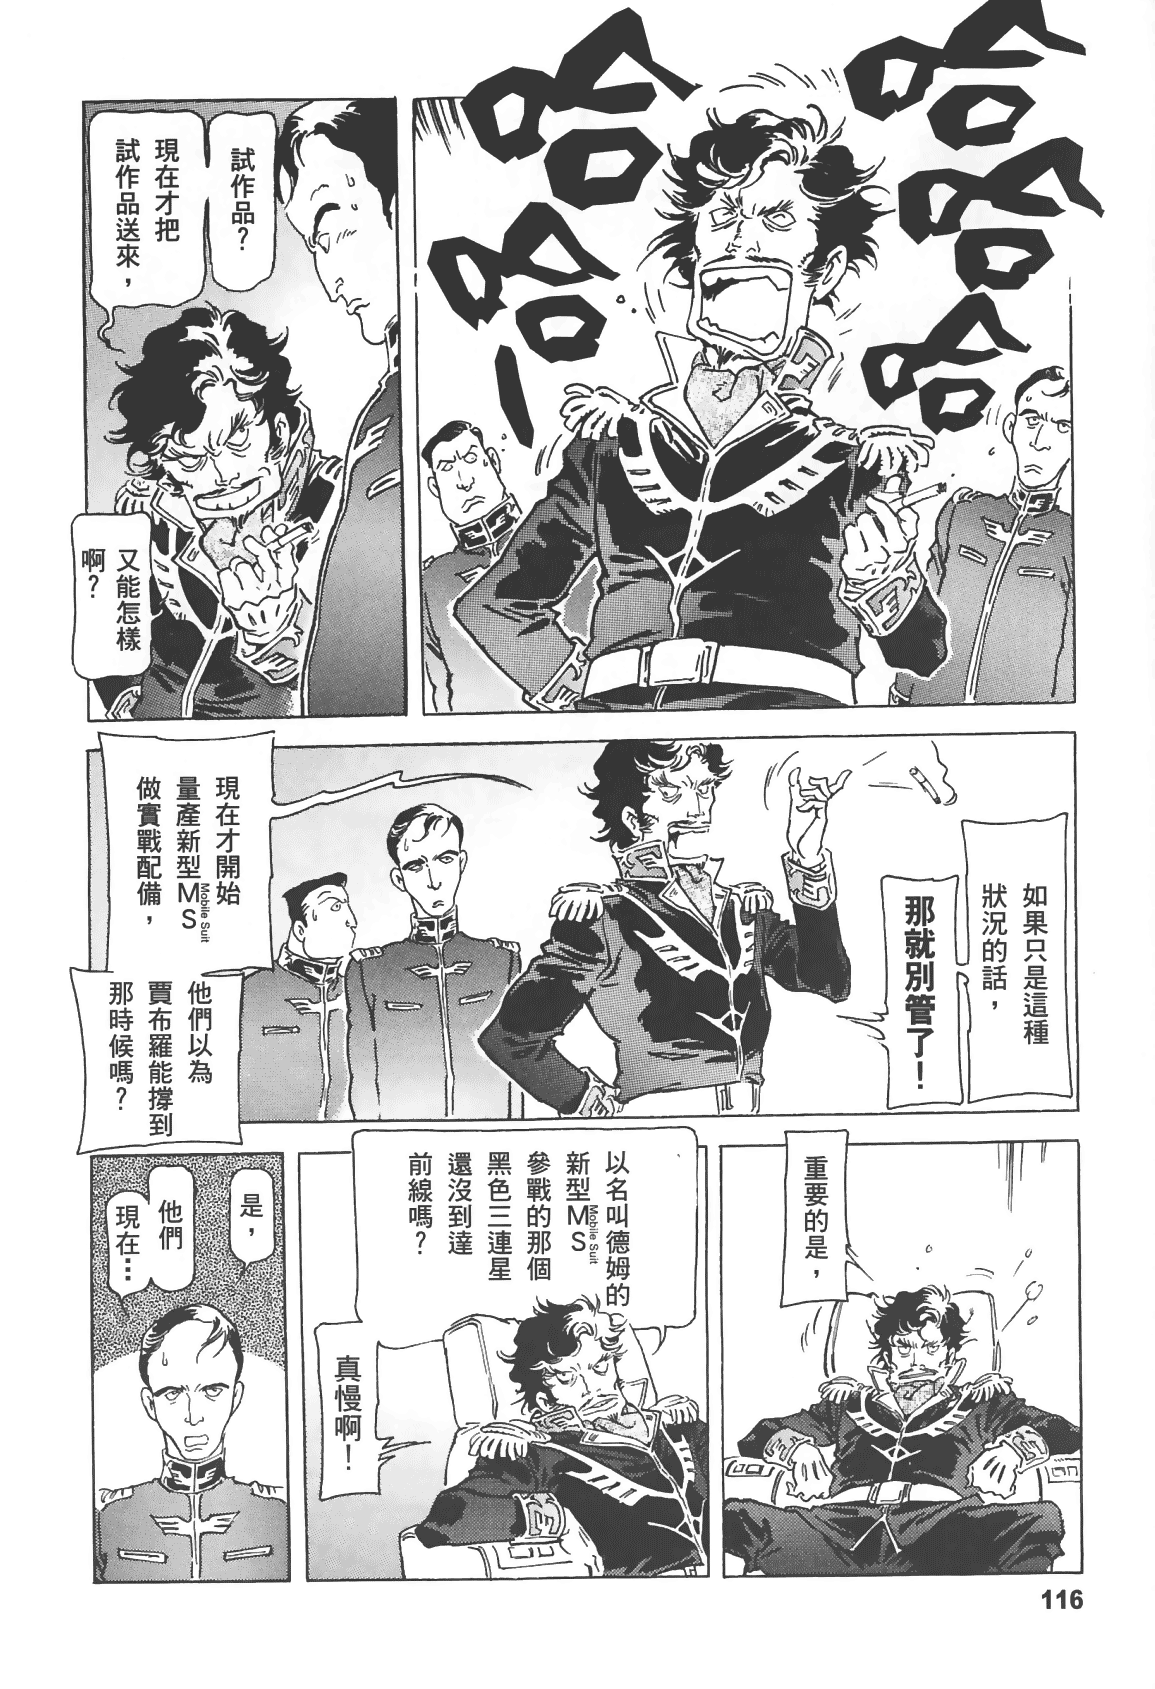 哈哈哈哈
哈哈哈—
試作品？
現在才把
試作品送來，
又能怎樣
啊？
如果只是這種
狀況的話，
那就別管了！
現在才開始
量產新型MS
Mobile Suit
做實戰配備，
他們以為
賈布羅能撐到
那時候嗎？
重要的是，
以名叫德姆的
新型MS
Mobile Suit
參戰的那個
黑色三連星
還沒到達
前線嗎？
真慢啊！
是，
他們
現在…
116